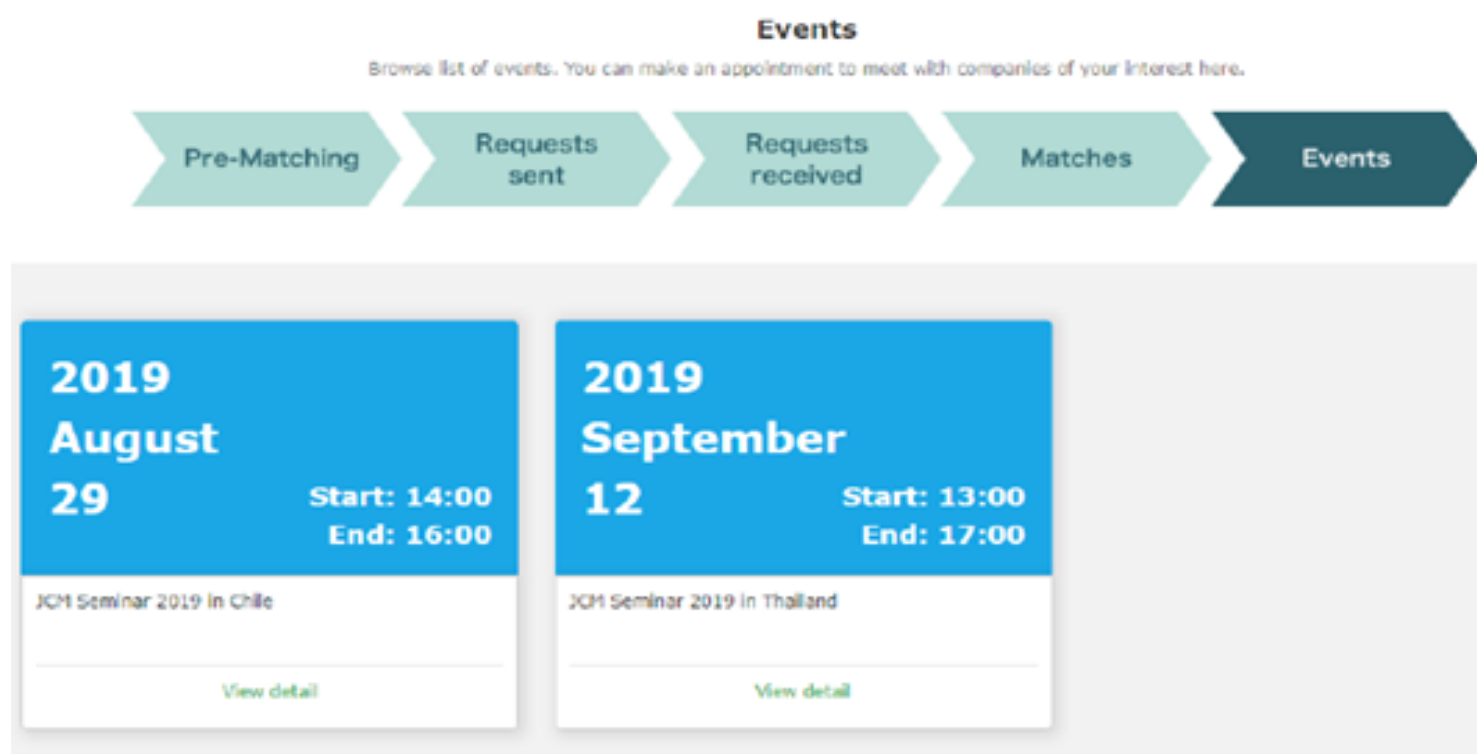 Events
Browse list of events. You can make an appointment to meet with companies of your interest here.
Pre-Matching
Requests
sent
Requests
received
Matches
Events
2019
August
29
Start: 14:00
End: 16:00
JCM Seminar 2019 in Chile
View detail
2019
September
12
Start: 13:00
End: 17:00
JCM Seminar 2019 in Thailand
View detail